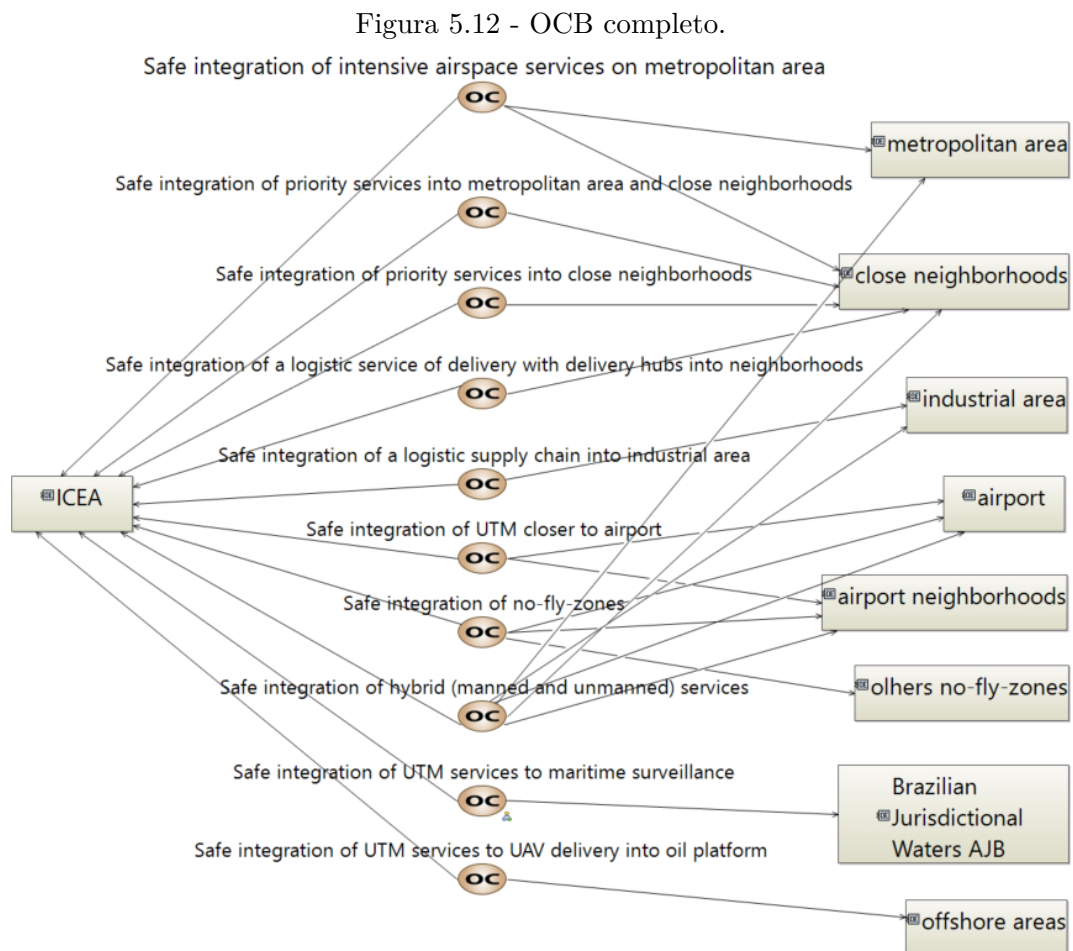 Figura 5.12 - OCB completo.
Safe integration of intensive airspace services on metropolitan area
OC
metropolitan area
Safe integration of priority services into metropolitan area and close neighborhoods
OC
close neighborhoods
Safe integration of priority services into close neighborhoods
OC
Safe integration of a logistic service of delivery with delivery hubs into neighborhoods
OC
industrial area
Safe integration of a logistic supply chain into industrial area
OC
ICEA
airport
Safe integration of UTM closer to airport
OC
airport neighborhoods
Safe integration of no-fly-zones
OC
olhers no-fly-zones
Safe integration of hybrid (manned and unmanned) services
OC
Safe integration of UTM services to maritime surveillance
OC
Brazilian
Jurisdictional
Waters AJB
Safe integration of UTM services to UAV delivery into oil platform
OC
offshore areas